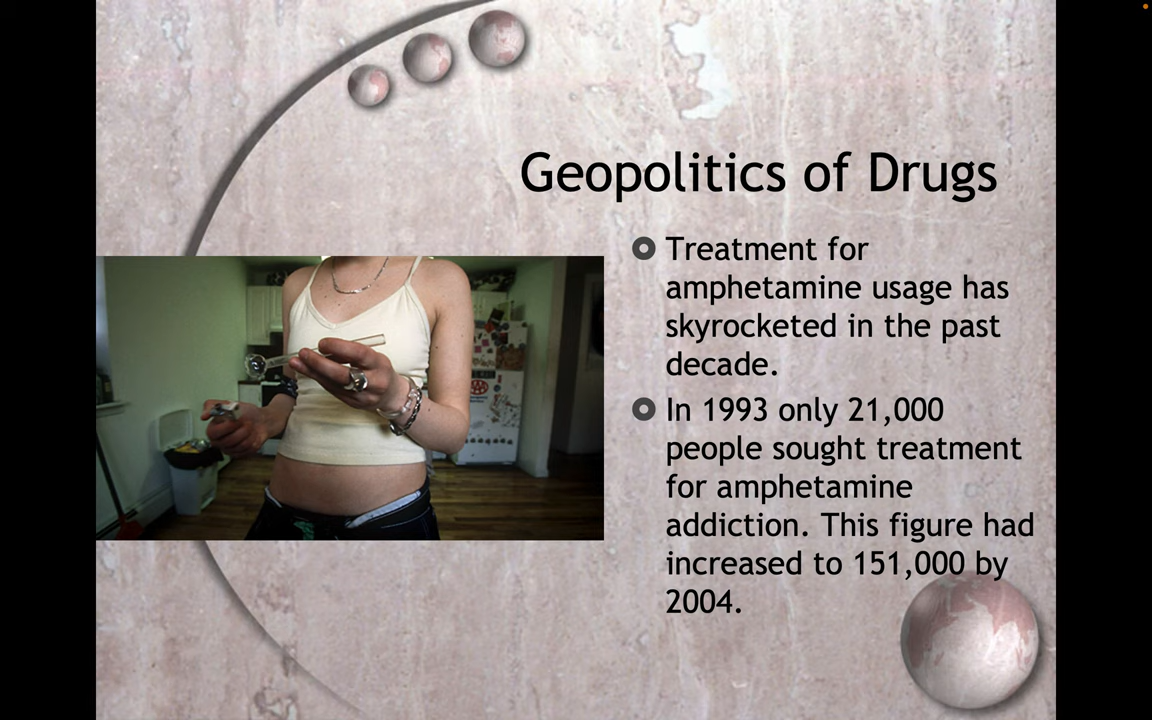 Geopolitics of Drugs
Treatment for
amphetamine usage has
skyrocketed in the past
decade.
In 1993 only 21,000
people sought treatment
for amphetamine
addiction. This figure had
increased to 151,000 by
2004.